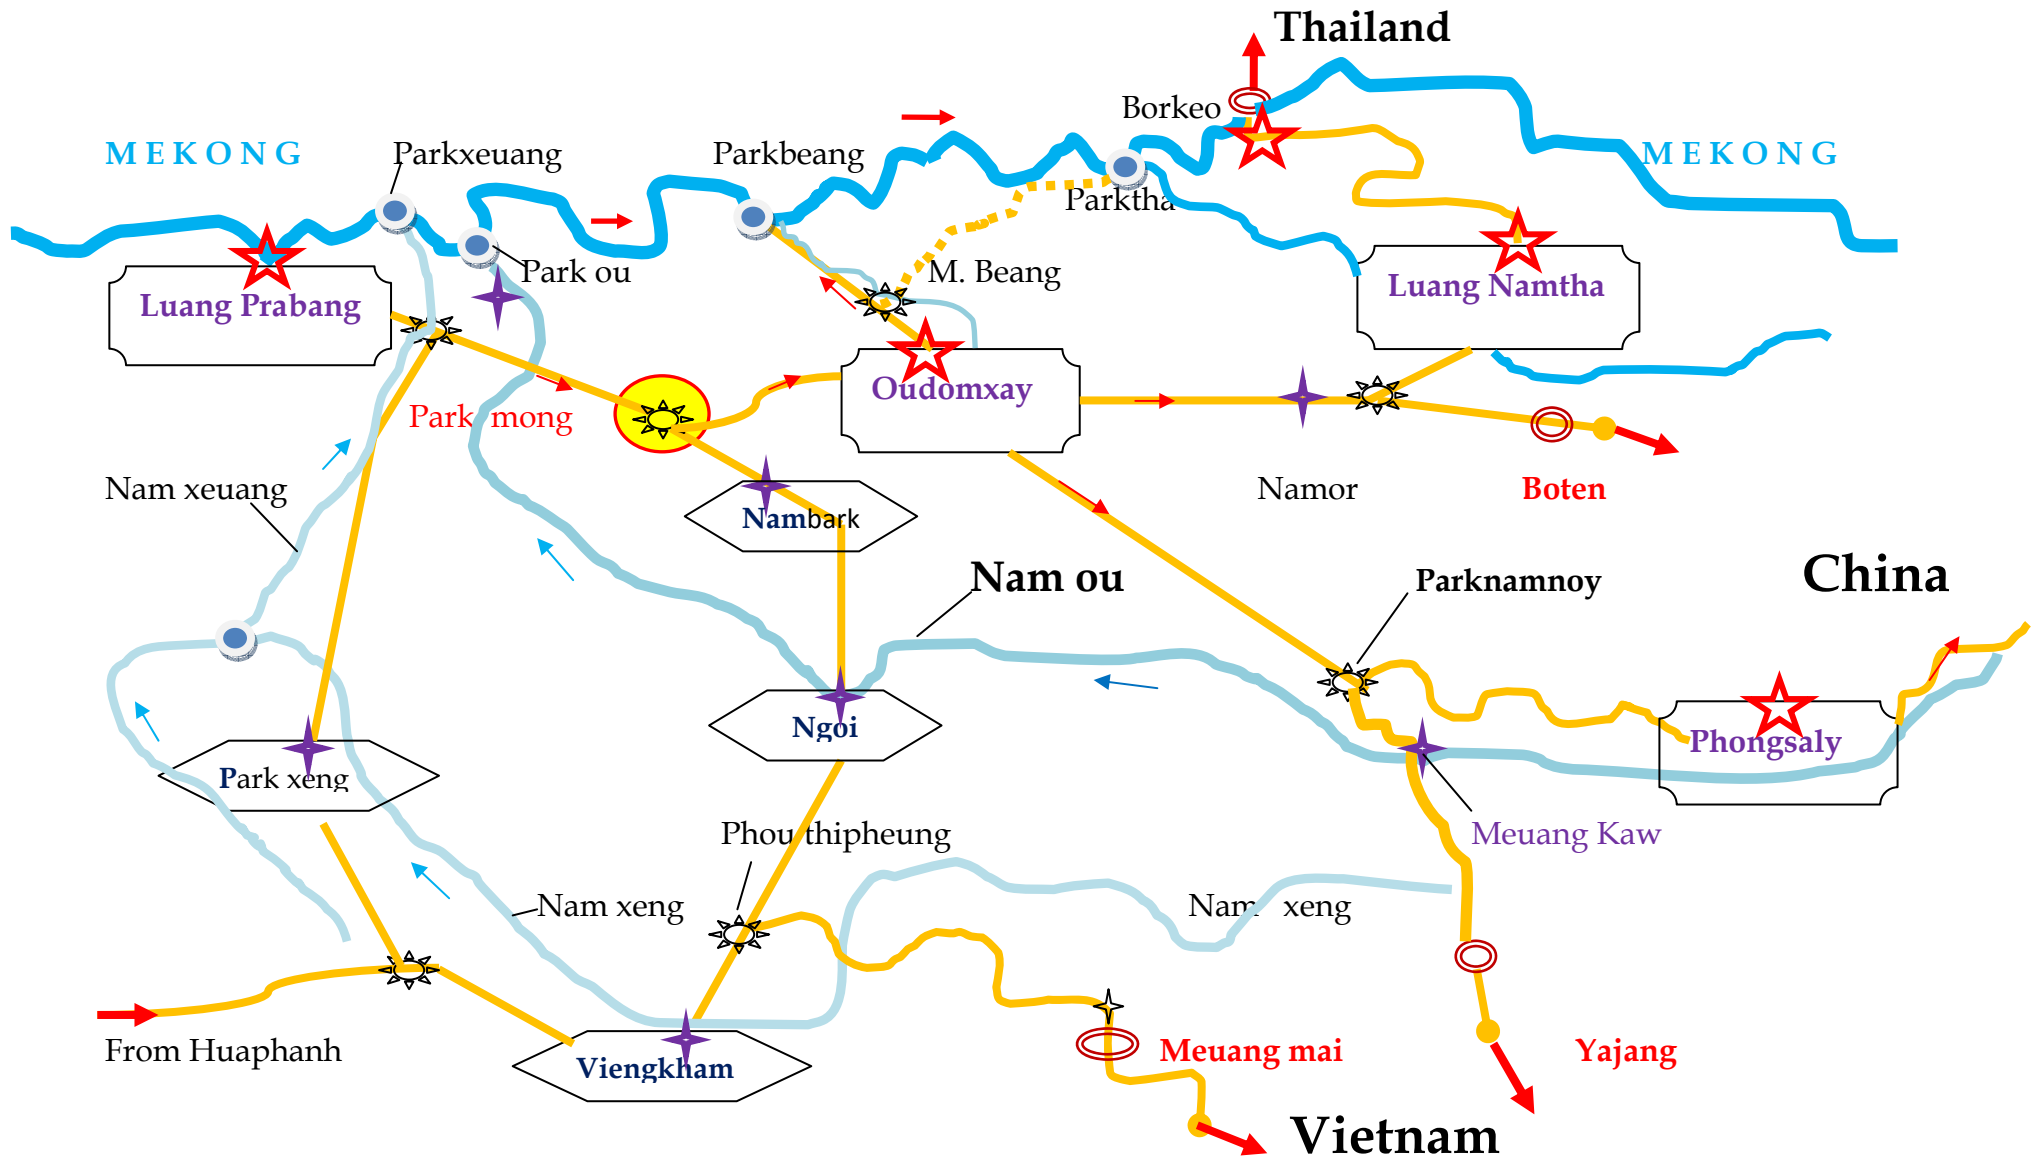 Thailand
Borkeo
MEKONG
Parkxeuang
Parkbeang
MEKONG
Parktha
Park ou
M. Beang
Luang Prabang
Luang Namtha
Oudomxay
Park mong
Nam xeuang
Nambark
Namor
Boten
Nam ou
Parknamnoy
China
Ngoi
Phongsaly
Park xeng
Phou thipheung
Meuang Kaw
Nam xeng
Nam xeng
From Huaphanh
Viengkham
Meuang mai
Yajang
Vietnam